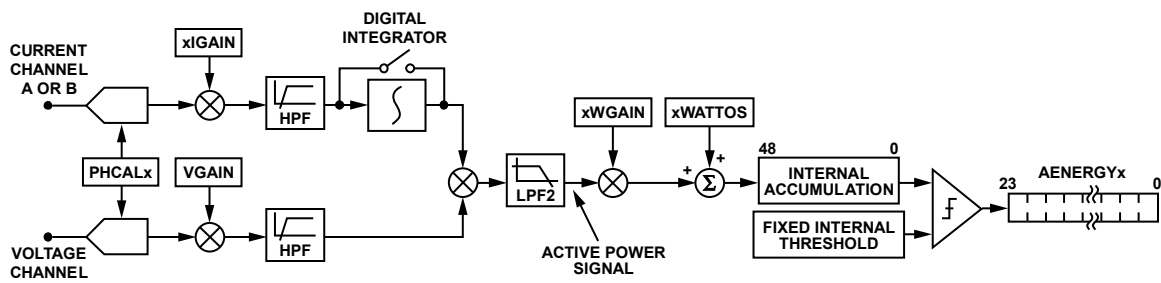 DIGITAL
INTEGRATOR
xIGAIN
CURRENT
CHANNEL
A OR B
HPF
PHCALx
VGAIN
xWGAIN
xWATTOS
48
0
INTERNAL
ACCUMULATION
AENERGYx
23
0
LPF2
+
+
Σ
FIXED INTERNAL
THRESHOLD
ACTIVE POWER
SIGNAL
HPF
VOLTAGE
CHANNEL